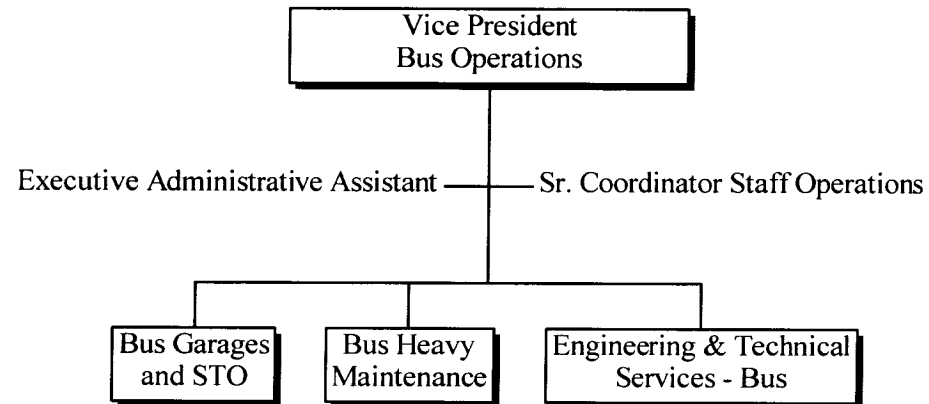 Vice President
Bus Operations
Executive Administrative Assistant
Sr. Coordinator Staff Operations
Bus Garages
and STO
Bus Heavy
Maintenance
Engineering & Technical
Services - Bus